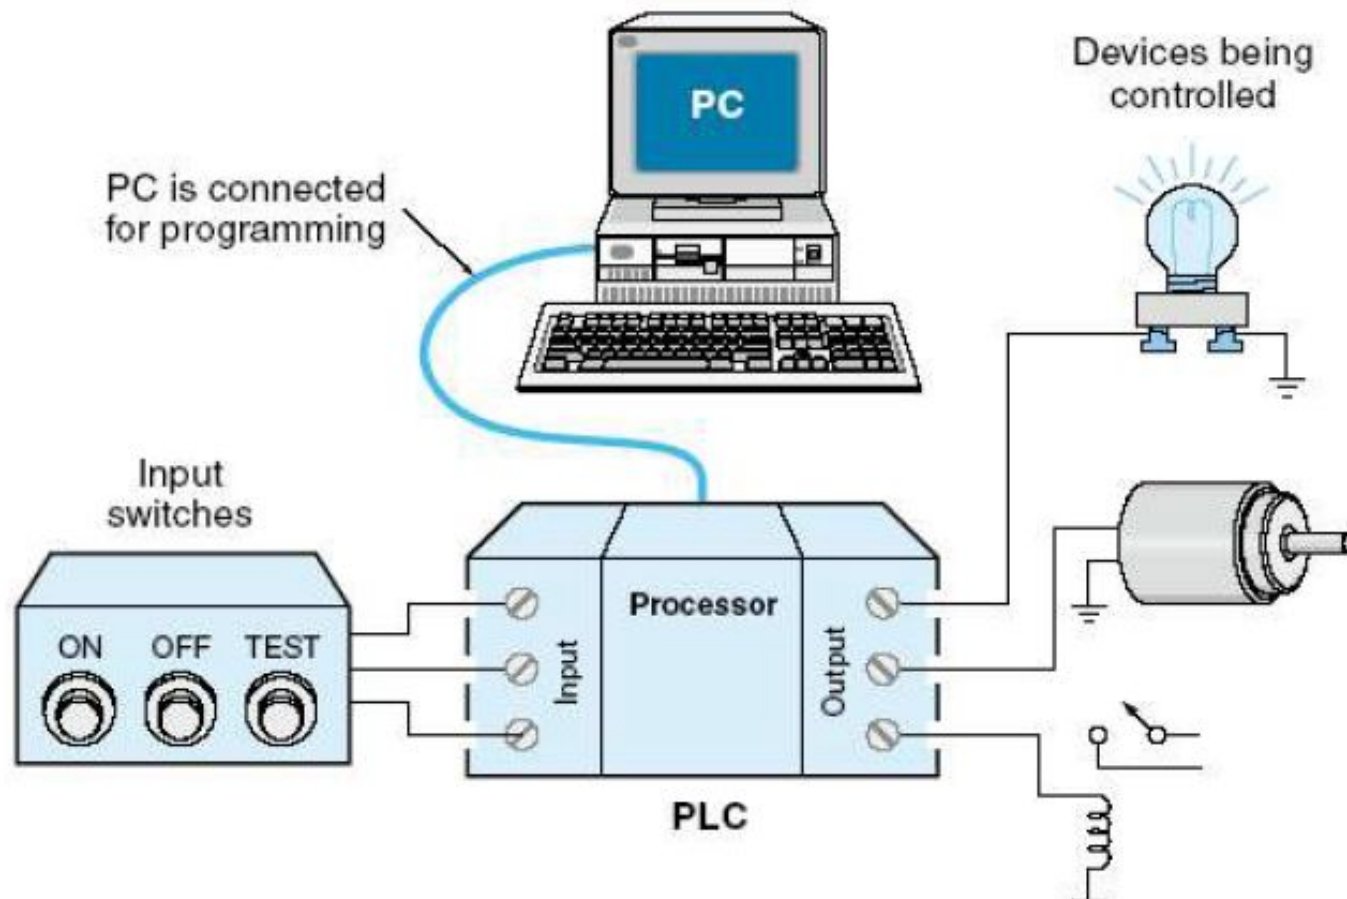 PC
Devices being
controlled
PC is connected
for programming
Input
switches
ON OFF TEST
Input
Processor
Output
PLC